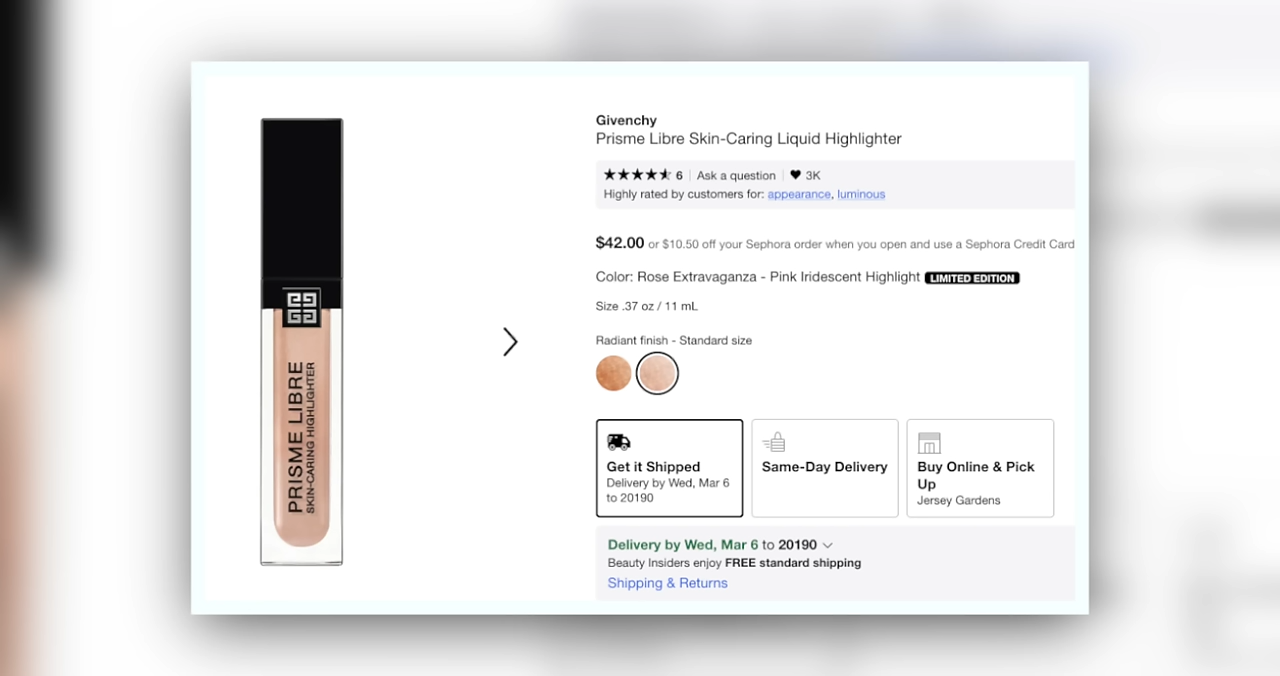 PRISME LIBRE
SKIN-CARING HIGHLIGHTER
Givenchy
Prisme Libre Skin-Caring Liquid Highlighter
6 | Ask a question | 3K
Highly rated by customers for: appearance, luminous
$42.00 or $10.50 off your Sephora order when you open and use a Sephora Credit Card
Color: Rose Extravaganza - Pink Iridescent Highlight LIMITED EDITION
Size .37 oz / 11 mL
Radiant finish - Standard size
Get it Shipped
Delivery by Wed, Mar 6
to 20190
Same-Day Delivery
Buy Online & Pick
Up
Jersey Gardens
Delivery by Wed, Mar 6 to 20190
Beauty Insiders enjoy FREE standard shipping
Shipping & Returns